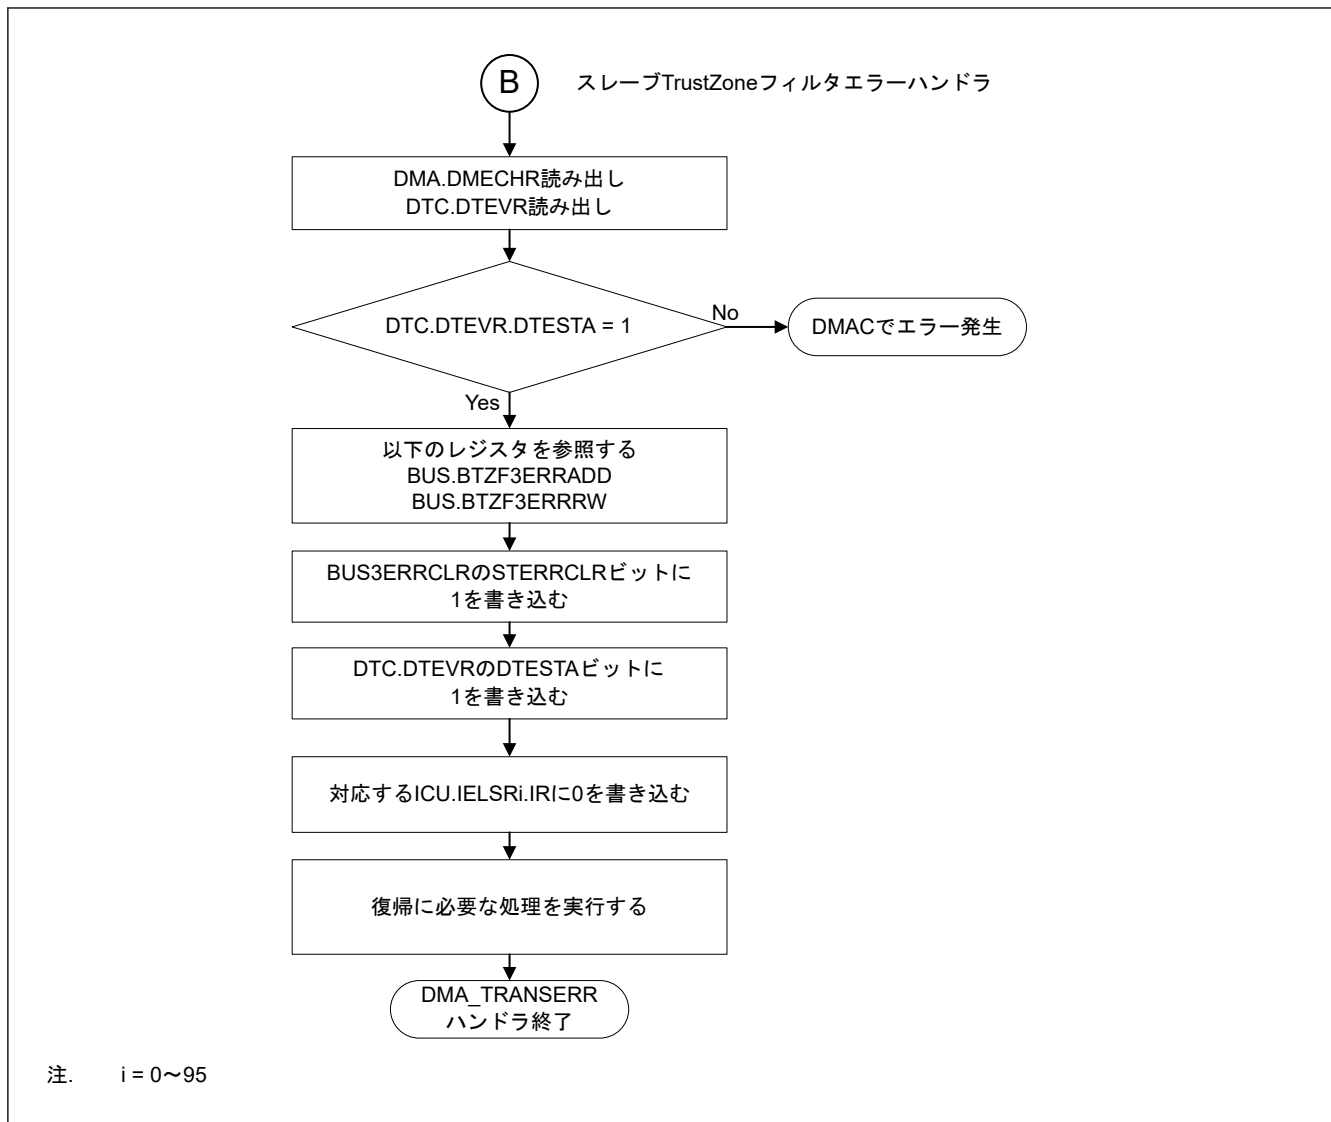 B
スレーブTrustZoneフィルタエラーハンドラ
DMA.DMECHR読み出し
DTC.DTEVR読み出し
DTC.DTEVR.DTESTA = 1
No
DMACでエラー発生
Yes
以下のレジスタを参照する
BUS.BTZF3ERRADD
BUS.BTZF3ERRRW
BUS3ERRCLRのSTERRCLRビットに
1を書き込む
DTC.DTEVRのDTESTAビットに
1を書き込む
対応するICU.IELSRi.IRに0を書き込む
復帰に必要な処理を実行する
DMA_TRANSERR
ハンドラ終了
注. i = 0～95